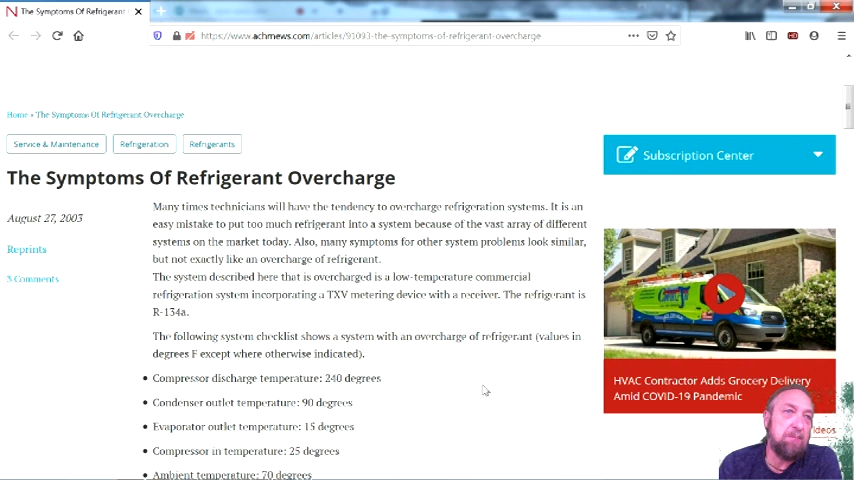 The Symptoms Of Refrigerant
https://www.achrnews.com/articles/91093-the-symptoms-of-refrigerant-overcharge
Home » The Symptoms Of Refrigerant Overcharge
Service & Maintenance
Refrigeration
Refrigerants
The Symptoms Of Refrigerant Overcharge
August 27, 2003
Reprints
3 Comments
Many times technicians will have the tendency to overcharge refrigeration systems. It is an
easy mistake to put too much refrigerant into a system because of the vast array of different
systems on the market today. Also, many symptoms for other system problems look similar,
but not exactly like an overcharge of refrigerant.
The system described here that is overcharged is a low-temperature commercial
refrigeration system incorporating a TXV metering device with a receiver. The refrigerant is
R-134a.
The following system checklist shows a system with an overcharge of refrigerant (values in
degrees F except where otherwise indicated).
• Compressor discharge temperature: 240 degrees
• Condenser outlet temperature: 90 degrees
• Evaporator outlet temperature: 15 degrees
• Compressor in temperature: 25 degrees
• Ambient temperature: 70 degrees
Subscription Center
HVAC Contractor Adds Grocery Delivery
Amid COVID-19 Pandemic